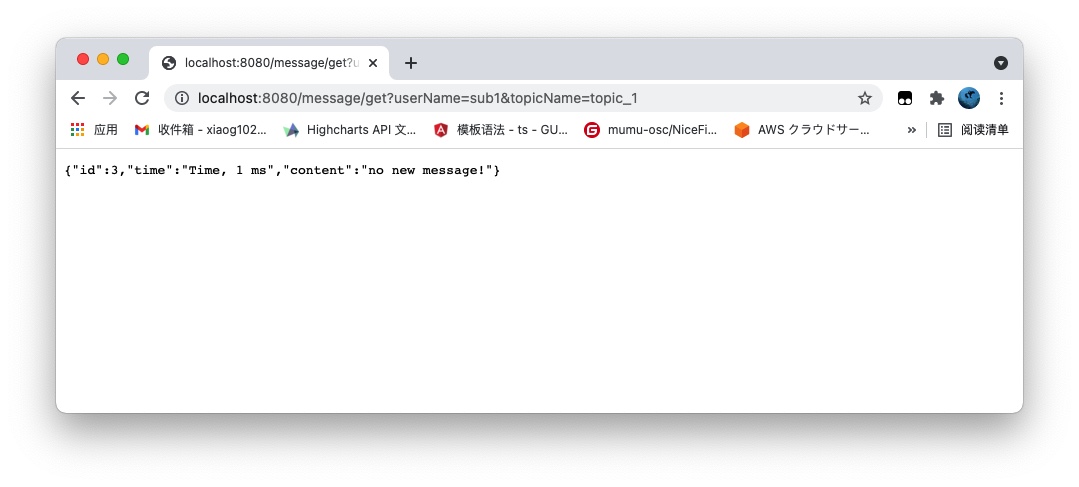 localhost:8080/message/get?u
localhost:8080/message/get?userName=sub1&topicName=topic_1
应用 收件箱 - xiaog102... Highcharts API 文... 模板语法 - ts - GU... mumu-osc/NiceFi... AWS クラウドサー... » 阅读清单
{"id":3,"time":"Time, 1 ms","content":"no new message!"}